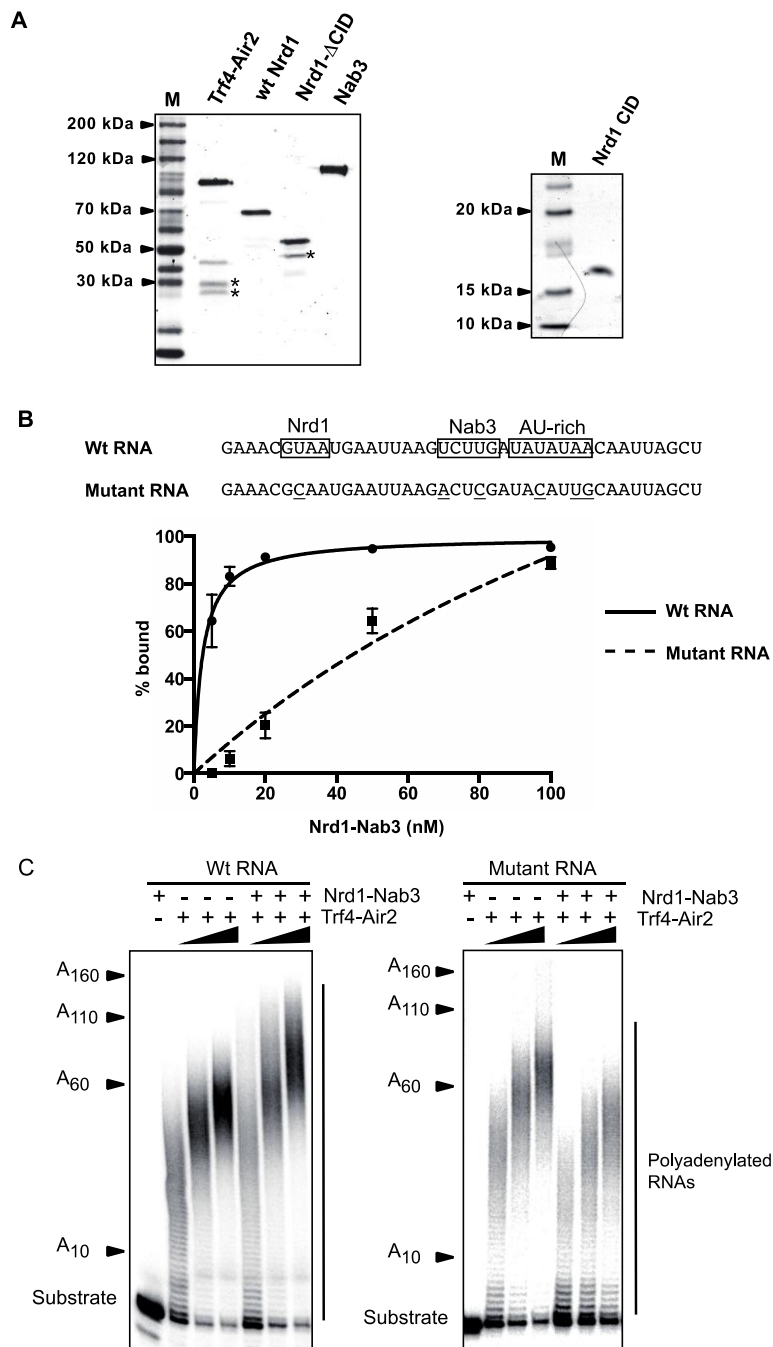 A
M
Trf4-Air2
wt Nrd1
Nrd1-ΔCID
Nab3
200 kDa
120 kDa
70 kDa
50 kDa
30 kDa
*
*
*
M
Nrd1 CID
20 kDa
15 kDa
10 kDa
B
Nrd1 Nab3 AU-rich
Wt RNA GAAACGUAAUGAAUUAAGUCUUGAUAUAUAACAAUUAGCU
Mutant RNA GAAACGCAAUGAAUUAAGACUCGAUACAUUGCAAUUAGCU
100
80
60
40
20
0
% bound
0 20 40 60 80 100
Nrd1-Nab3 (nM)
Wt RNA
Mutant RNA
C
Wt RNA
+ - - - + + + Nrd1-Nab3
- + + + + + + Trf4-Air2
A160
A110
A60
A10
Substrate
Mutant RNA
+ - - - + + + Nrd1-Nab3
- + + + + + + Trf4-Air2
A160
A110
A60
A10
Substrate
Polyadenylated
RNAs